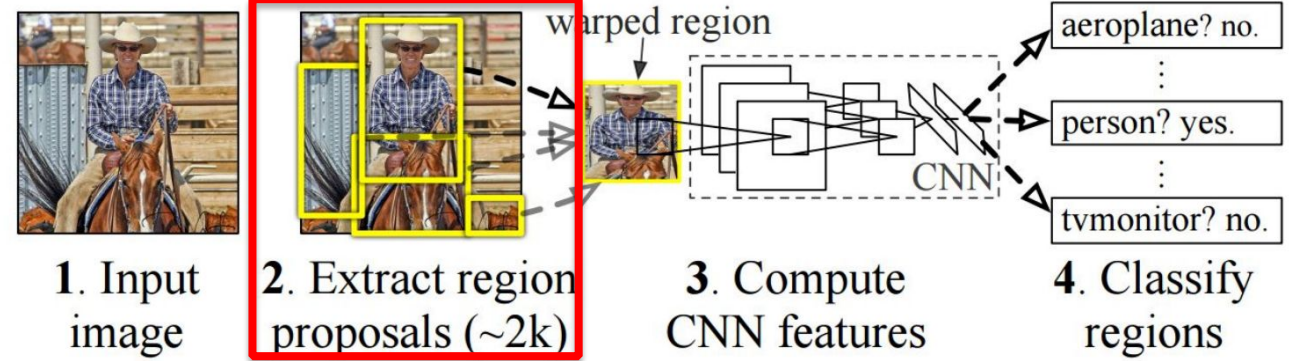 warped region
aeroplane? no.
⋮
person? yes.
⋮
tvmonitor? no.
CNN
1. Input
image
2. Extract region
proposals (~2k)
3. Compute
CNN features
4. Classify
regions